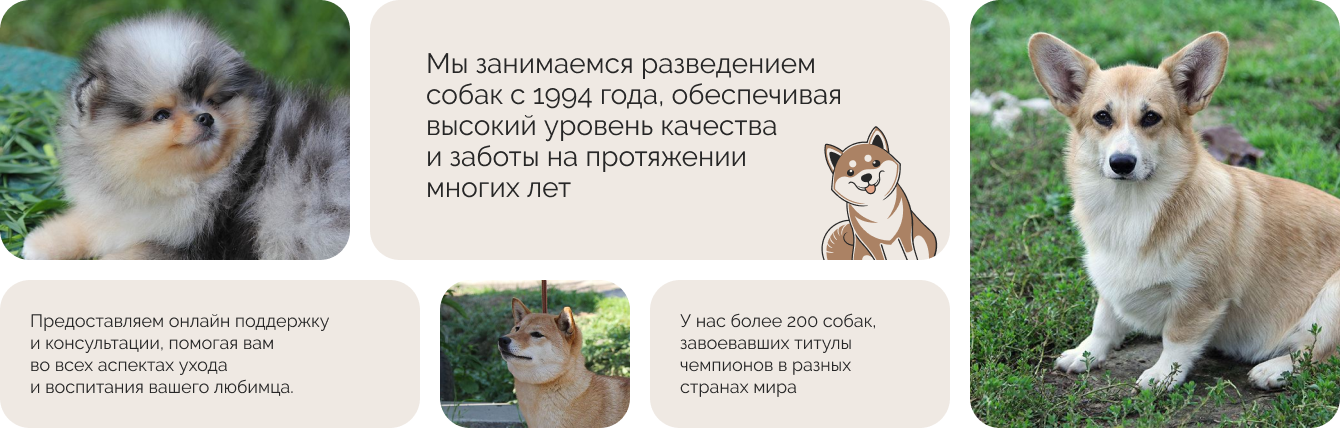 Мы занимаемся разведением
собак с 1994 года, обеспечивая
высокий уровень качества
и заботы на протяжении
многих лет
Предоставляем онлайн поддержку
и консультации, помогая вам
во всех аспектах ухода
и воспитания вашего любимца.
У нас более 200 собак,
завоевавших титулы
чемпионов в разных
странах мира